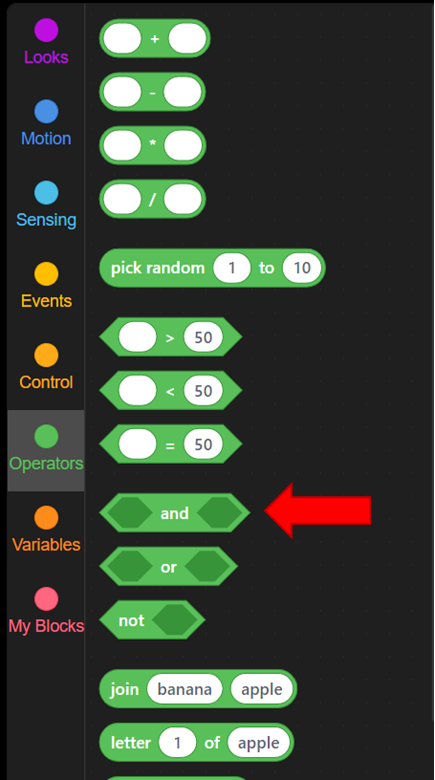 Looks
Motion
Sensing
Events
Control
Operators
Variables
My Blocks
+
-
*
/
pick random 1 to 10
> 50
< 50
= 50
and
or
not
join banana apple
letter 1 of apple